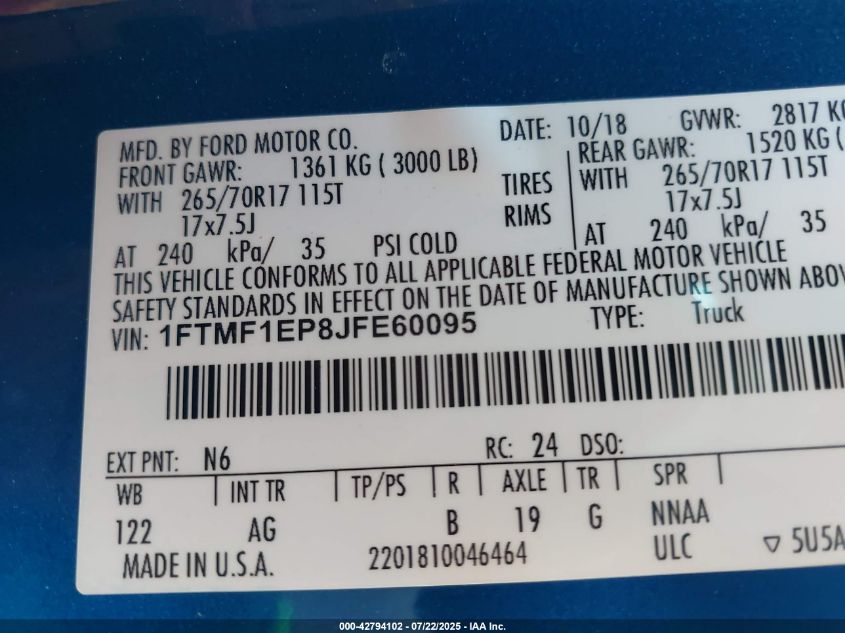 MFD. BY FORD MOTOR CO. DATE: 10/18 GVWR: 2817 KG
FRONT GAWR: 1361 KG ( 3000 LB) REAR GAWR: 1520 KG (
WITH 265/70R17 115T TIRES WITH 265/70R17 115T
17x7.5J RIMS 17x7.5J
AT 240 kPa/ 35 PSI COLD AT 240 kPa/ 35
THIS VEHICLE CONFORMS TO ALL APPLICABLE FEDERAL MOTOR VEHICLE
SAFETY STANDARDS IN EFFECT ON THE DATE OF MANUFACTURE SHOWN ABOV
VIN: 1FTMF1EP8JFE60095 TYPE: Truck
EXT PNT: N6 RC: 24 DSO:
WB INT TR TP/PS R AXLE TR SPR
122 AG B 19 G NNAA
MADE IN U.S.A. 2201810046464 ULC ▽ 5U5A
000-42794102 - 07/22/2025 - IAA Inc.